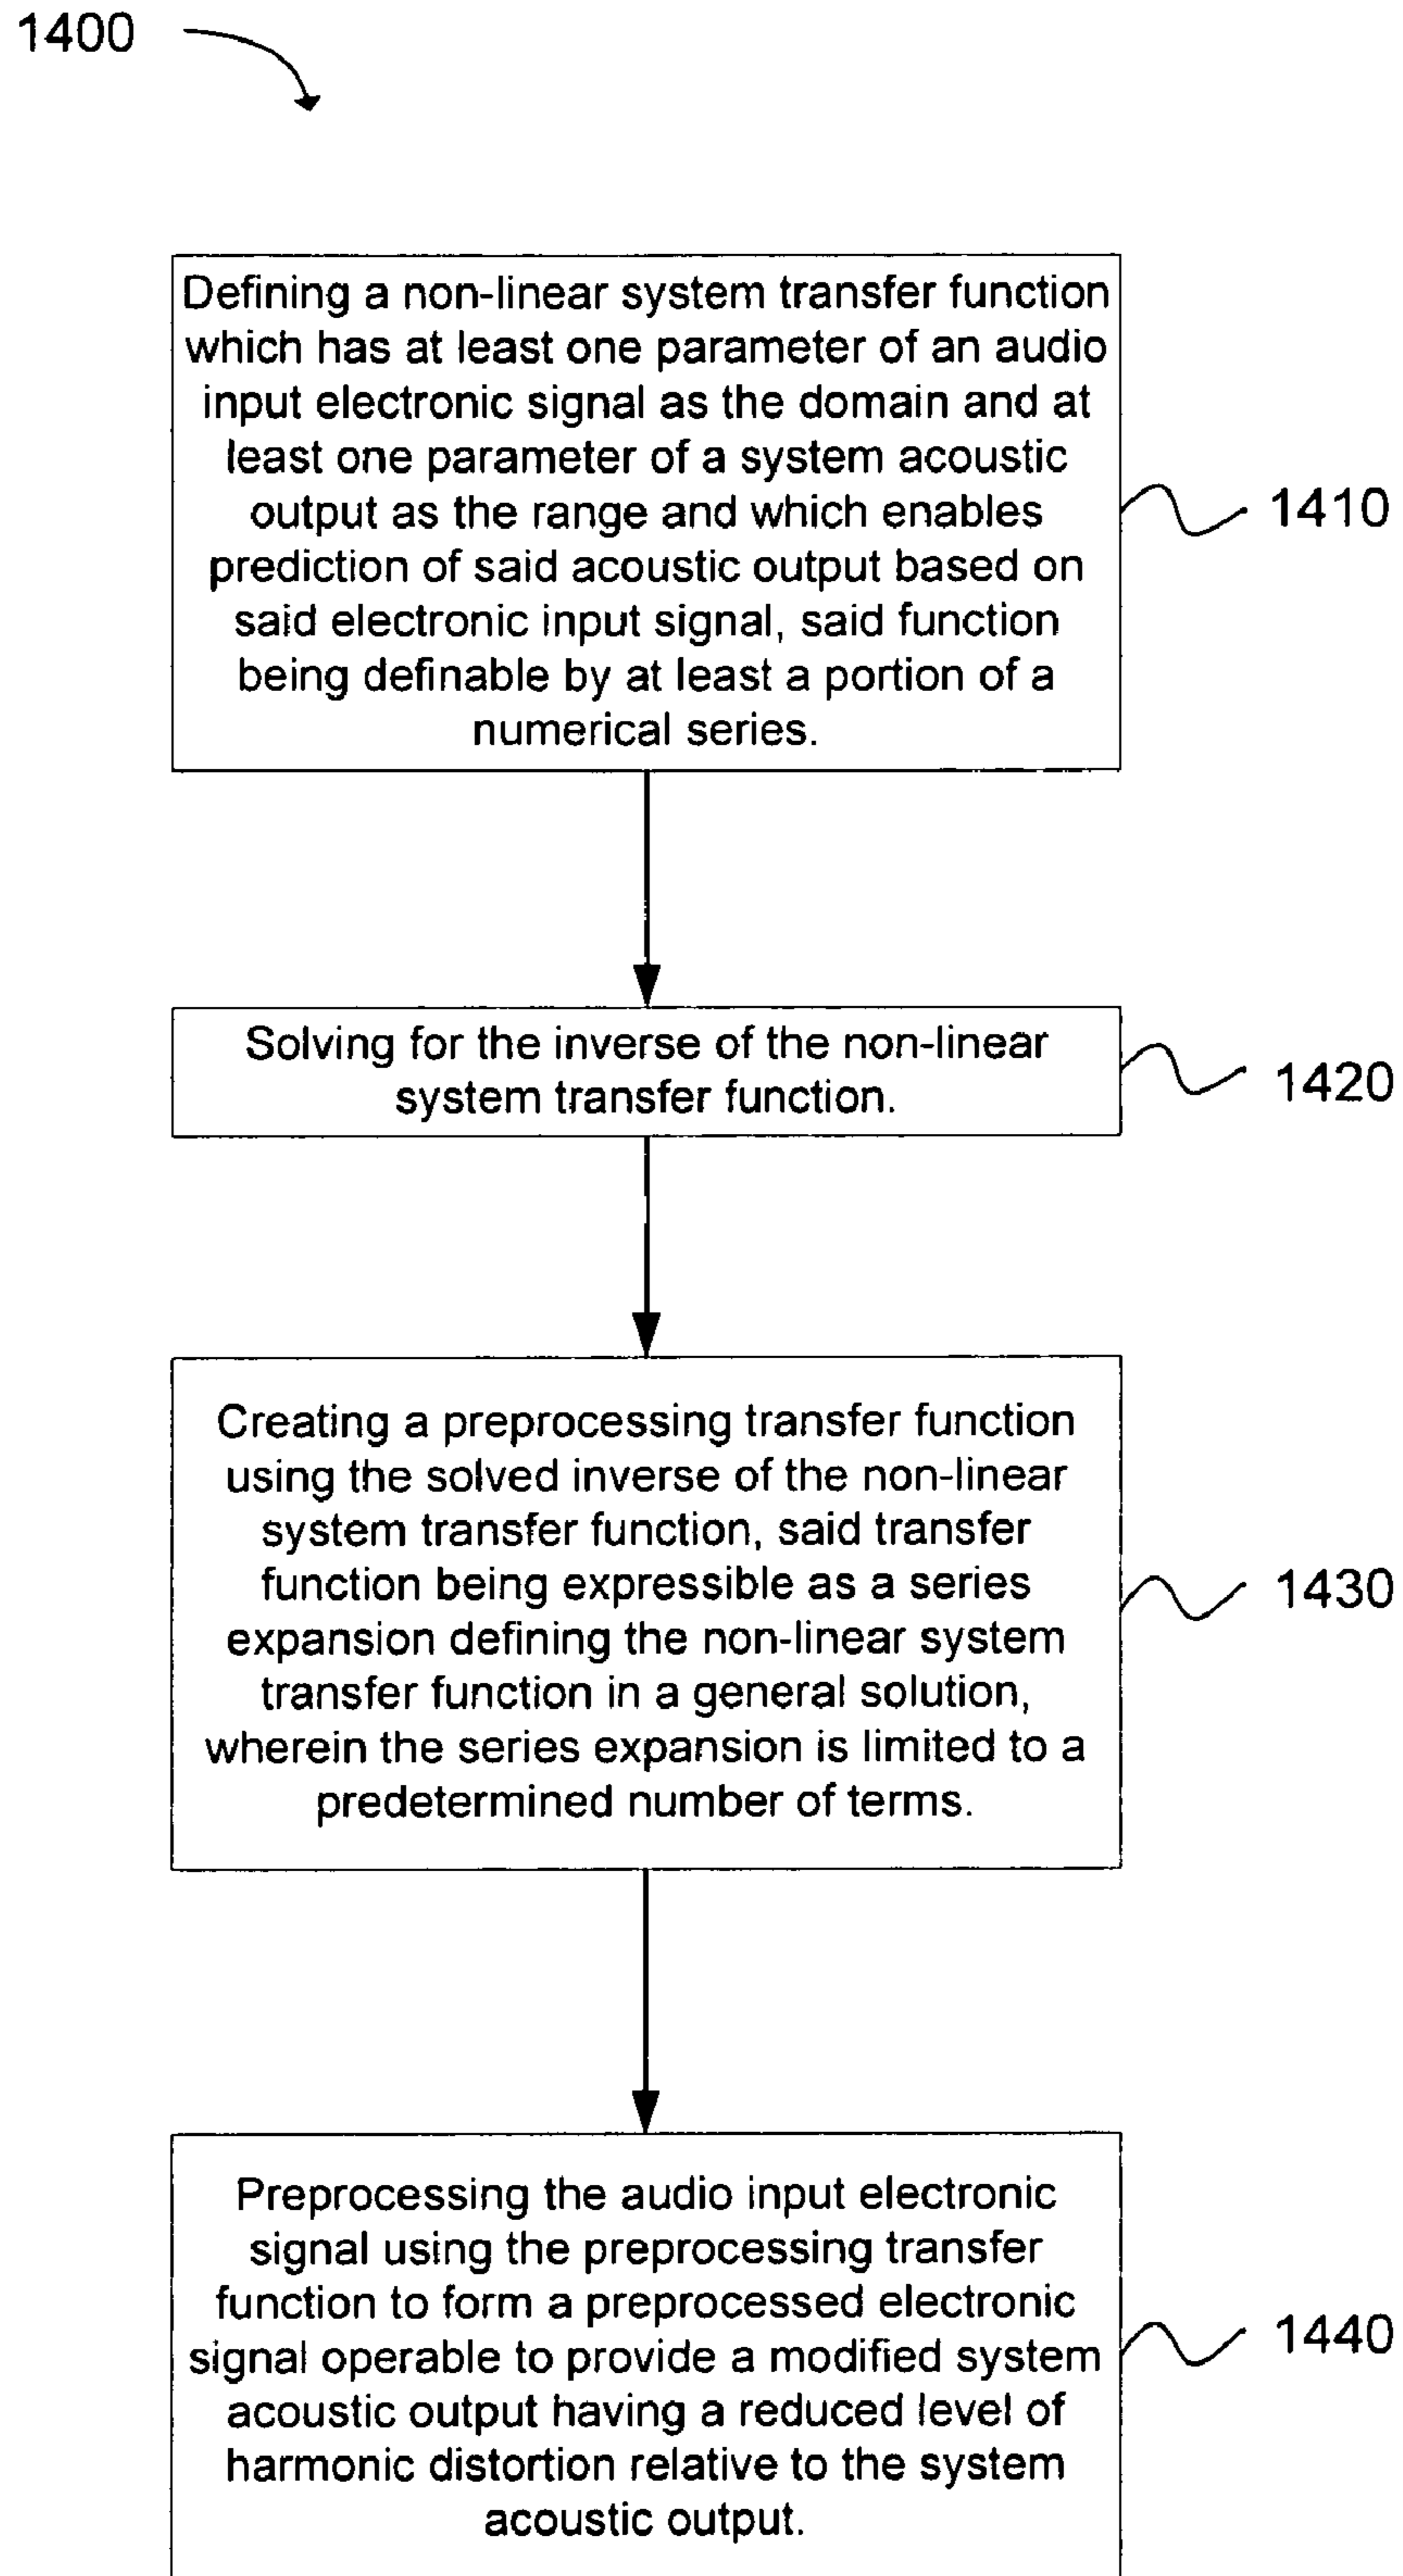 1400
Defining a non-linear system transfer function
which has at least one parameter of an audio
input electronic signal as the domain and at
least one parameter of a system acoustic
output as the range and which enables
prediction of said acoustic output based on
said electronic input signal, said function
being definable by at least a portion of a
numerical series.
1410
Solving for the inverse of the non-linear
system transfer function.
1420
Creating a preprocessing transfer function
using the solved inverse of the non-linear
system transfer function, said transfer
function being expressible as a series
expansion defining the non-linear system
transfer function in a general solution,
wherein the series expansion is limited to a
predetermined number of terms.
1430
Preprocessing the audio input electronic
signal using the preprocessing transfer
function to form a preprocessed electronic
signal operable to provide a modified system
acoustic output having a reduced level of
harmonic distortion relative to the system
acoustic output.
1440